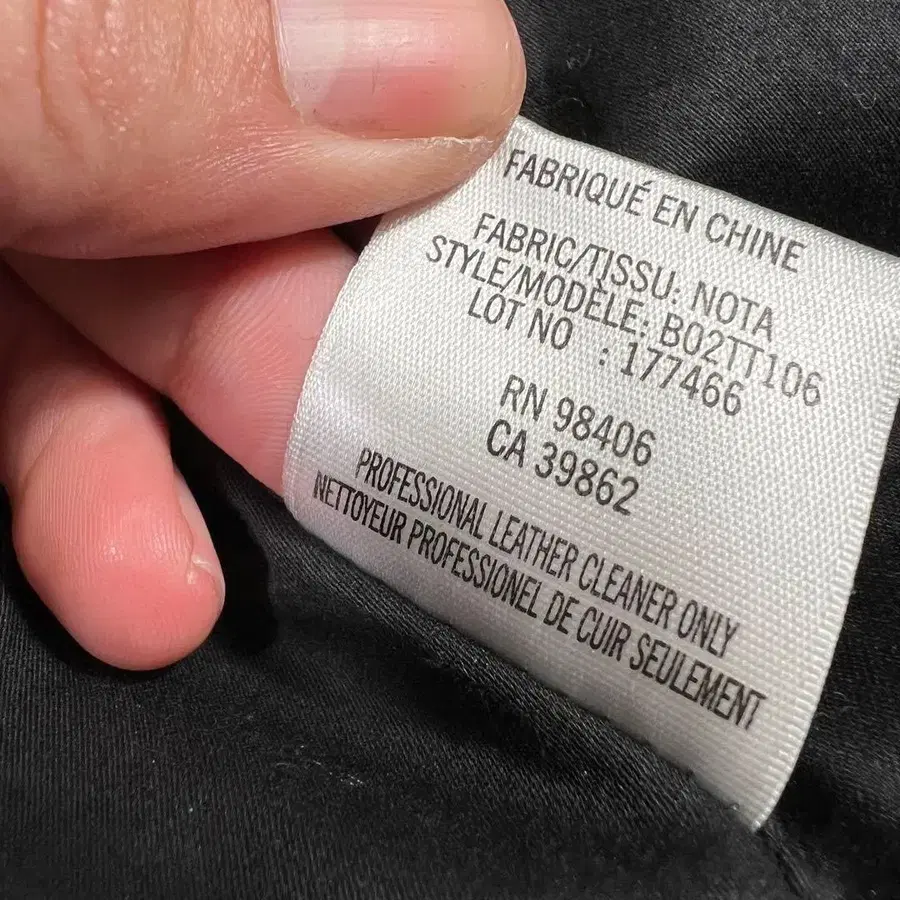 FABRIQUÉ EN CHINE
FABRIC/TISSU: NOTA
STYLE/MODÈLE: B02TT106
LOT NO : 177466
RN 98406
CA 39862
PROFESSIONAL LEATHER CLEANER ONLY
NETTOYEUR PROFESSIONEL DE CUIR SEULEMENT